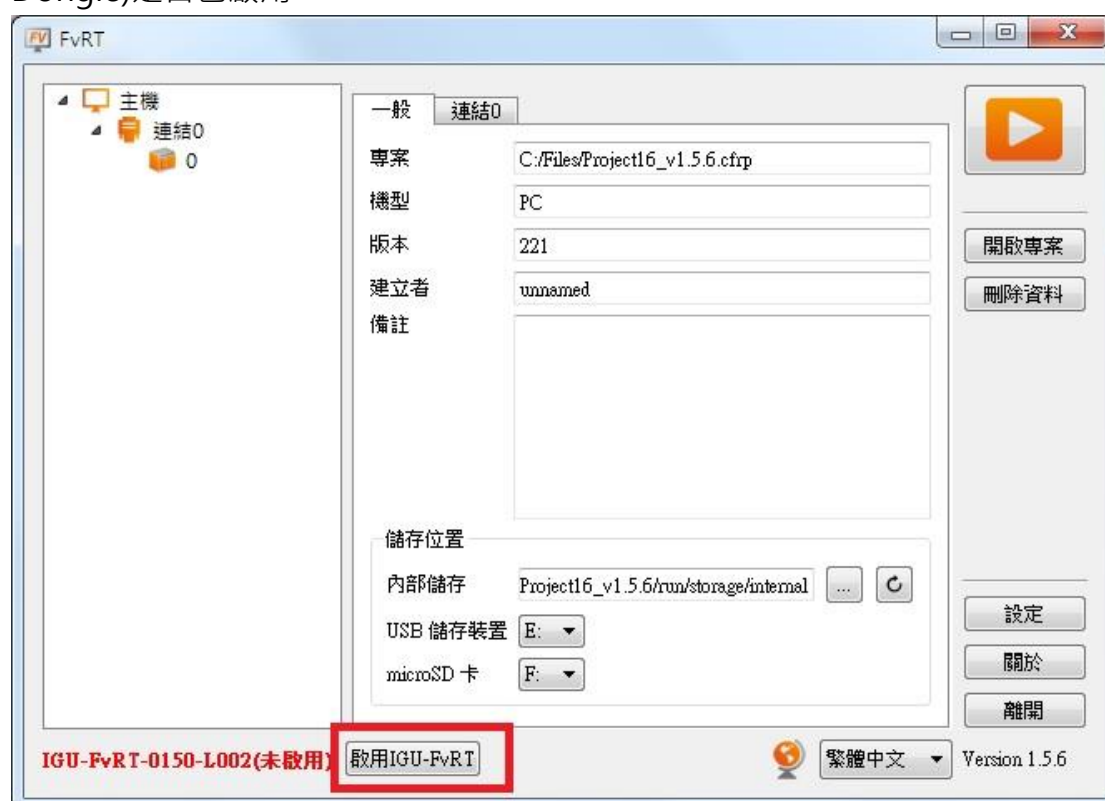 FvRT
主機
連結0
0
一般 連結0
專案 C:/Files/Project16_v1.5.6.cfrp
機型 PC
版本 221
建立者 unnamed
備註
儲存位置
內部儲存 Project16_v1.5.6/run/storage/internal ...
USB 儲存裝置 E:
microSD 卡 F:
開啟專案
刪除資料
設定
關於
離開
IGU-FvRT-0150-L002(未啟用) 啟用IGU-FvRT 繁體中文 Version 1.5.6